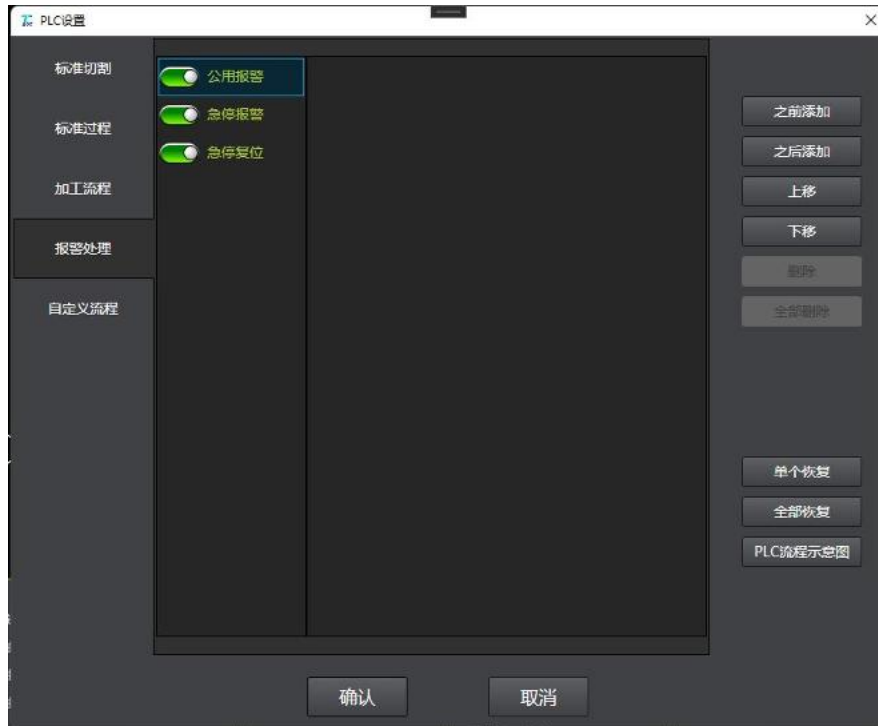 PLC设置
标准切割
标准过程
加工流程
报警处理
自定义流程
公用报警
急停报警
急停复位
之前添加
之后添加
上移
下移
删除
全部删除
单个恢复
全部恢复
PLC流程示意图
确认
取消